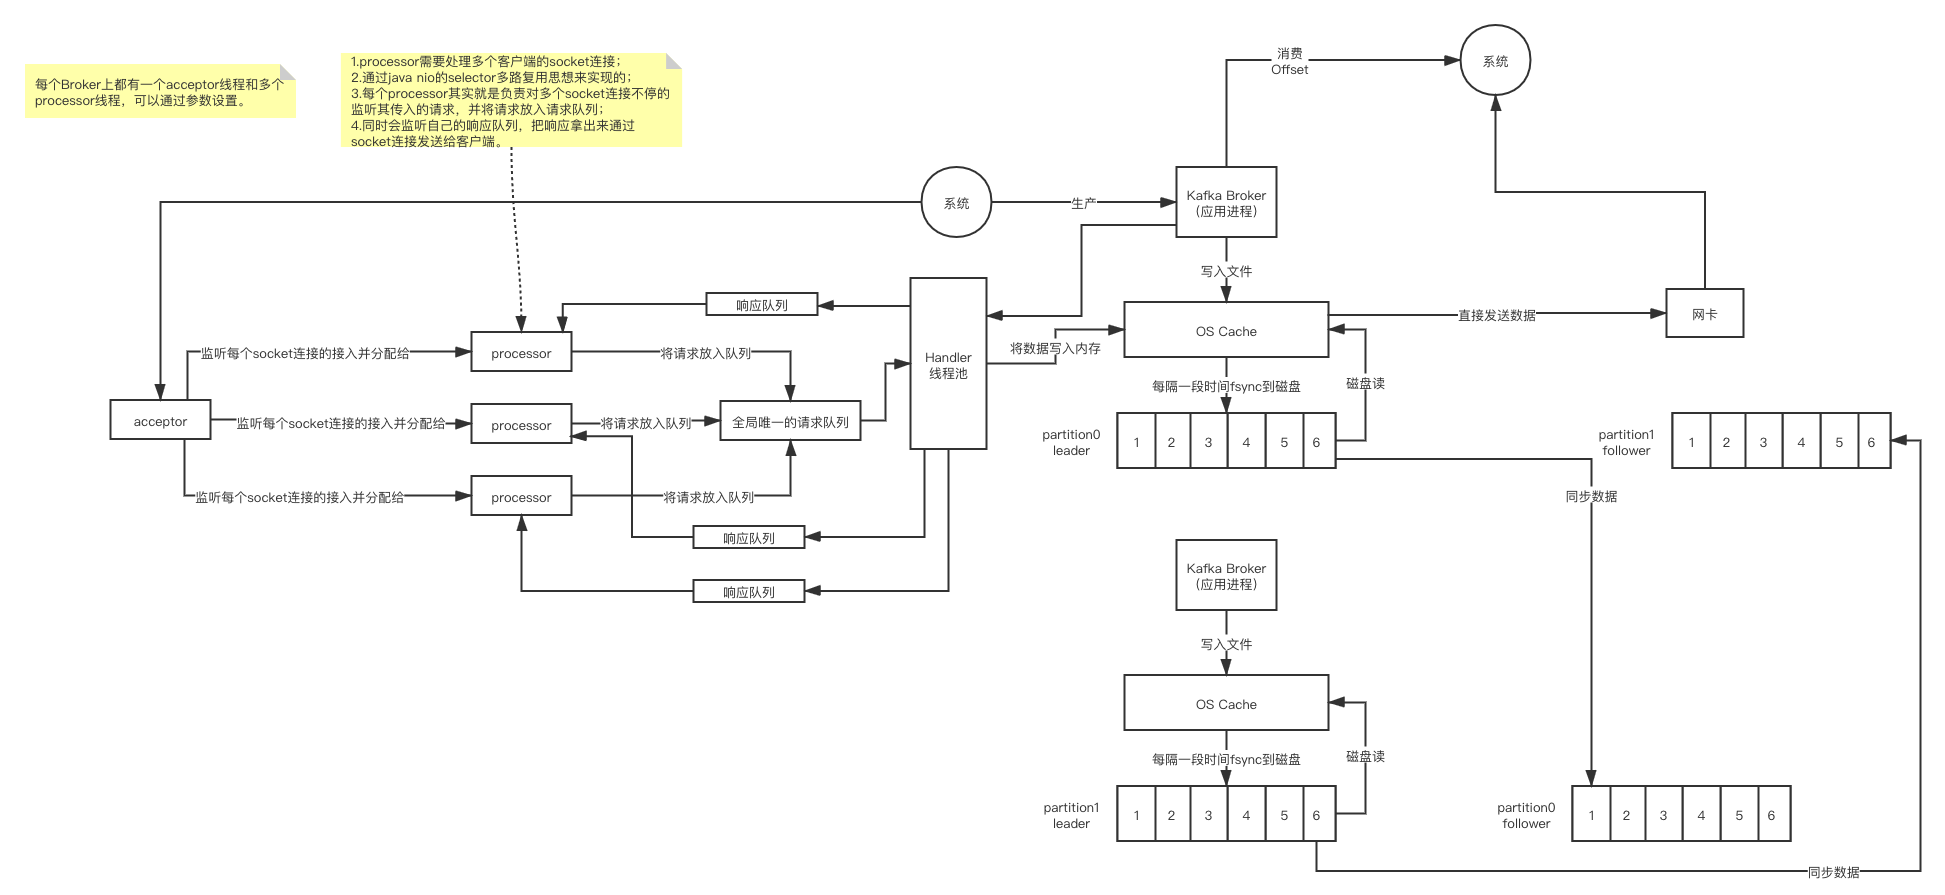 每个Broker上都有一个acceptor线程和多个
processor线程，可以通过参数设置。
1.processor需要处理多个客户端的socket连接；
2.通过java nio的selector多路复用思想来实现的；
3.每个processor其实就是负责对多个socket连接不停的
监听其传入的请求，并将请求放入请求队列；
4.同时会监听自己的响应队列，把响应拿出来通过
socket连接发送给客户端。
消费
Offset
系统
系统
生产
Kafka Broker
（应用进程）
写入文件
响应队列
OS Cache
直接发送数据
网卡
监听每个socket连接的接入并分配给
processor
将请求放入队列
Handler
线程池
将数据写入内存
每隔一段时间fsync到磁盘
磁盘读
acceptor
监听每个socket连接的接入并分配给
processor
将请求放入队列
全局唯一的请求队列
partition0
leader
1 2 3 4 5 6
partition1
follower
1 2 3 4 5 6
监听每个socket连接的接入并分配给
processor
将请求放入队列
同步数据
响应队列
响应队列
Kafka Broker
（应用进程）
写入文件
OS Cache
每隔一段时间fsync到磁盘
磁盘读
partition1
leader
1 2 3 4 5 6
partition0
follower
1 2 3 4 5 6
同步数据